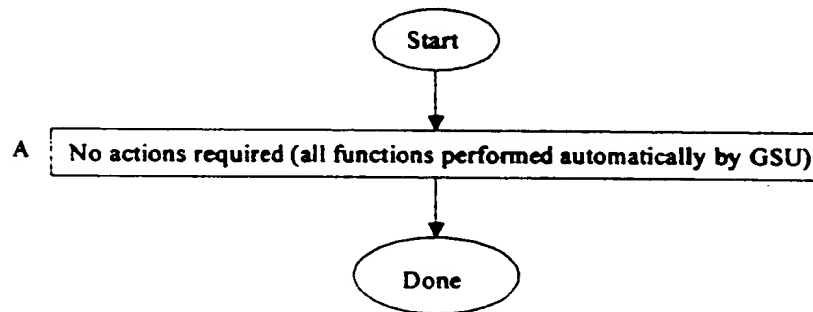 Start
A No actions required (all functions performed automatically by GSU)
Done